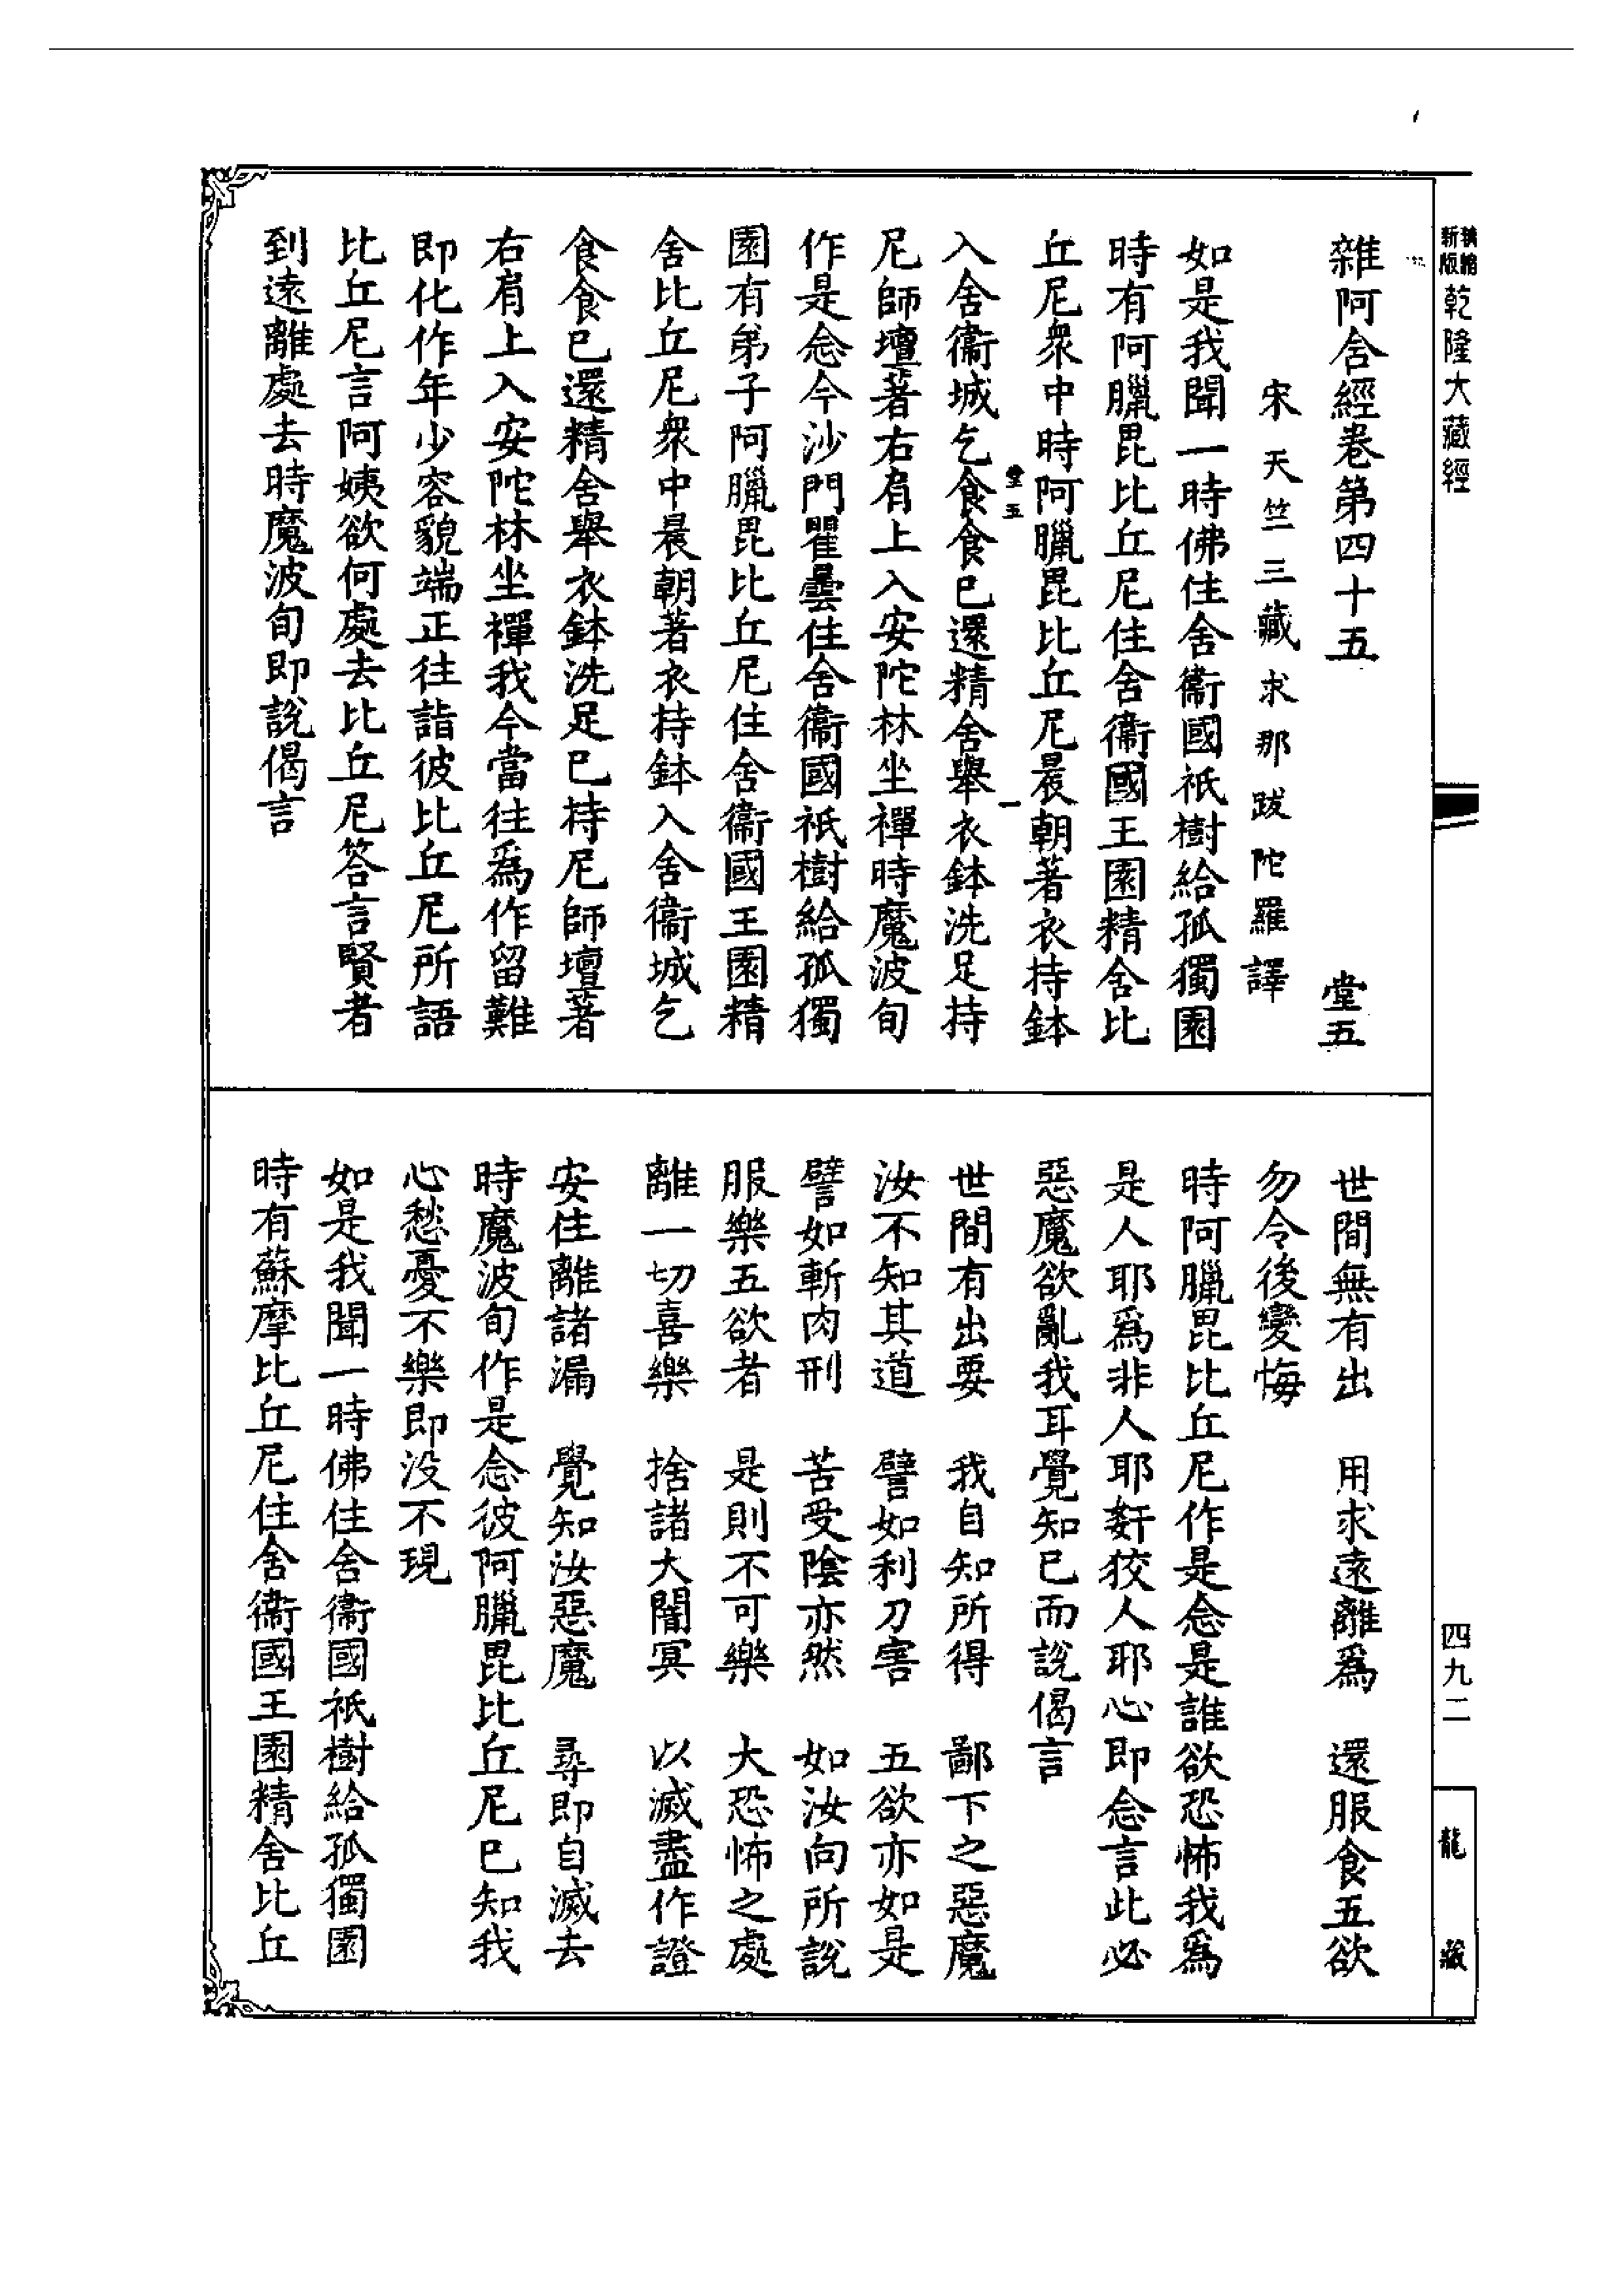 精縮新版乾隆大藏經
雜阿含經卷第四十五　堂五
宋天竺三藏求那跋陀羅譯
如是我聞一時佛住舍衞國祇樹給孤獨園
時有阿臘毘比丘尼住舍衞國王園精舍比
丘尼衆中時阿臘毘比丘尼晨朝著衣持鉢
堂五　一
入舍衞城乞食食已還精舍舉衣鉢洗足持
尼師壇著右肩上入安陀林坐禪時魔波旬
作是念今沙門瞿曇住舍衞國祇樹給孤獨
園有弟子阿臘毘比丘尼住舍衞國王園精
舍比丘尼衆中晨朝著衣持鉢入舍衞城乞
食食已還精舍舉衣鉢洗足已持尼師壇著
右肩上入安陀林坐禪我今當往爲作留難
即化作年少容貌端正往詣彼比丘尼所語
比丘尼言阿姨欲何處去比丘尼答言賢者
到遠離處去時魔波旬即說偈言
世間無有出　用求遠離爲　還服食五欲
勿令後變悔
時阿臘毘比丘尼作是念是誰欲恐怖我爲
是人耶爲非人耶姧狡人耶心即念言此必
惡魔欲亂我耳覺知已而說偈言
世間有出要　我自知所得　鄙下之惡魔
汝不知其道　譬如利刀害　五欲亦如是
譬如斬肉刑　苦受陰亦然　如汝向所說
服樂五欲者　是則不可樂　大恐怖之處
離一切喜樂　捨諸大闇冥　以滅盡作證
安住離諸漏　覺知汝惡魔　尋即自滅去
時魔波旬作是念彼阿臘毘比丘尼已知我
心愁憂不樂即没不現
如是我聞一時佛住舍衞國祇樹給孤獨園
時有蘇摩比丘尼住舍衞國王園精舍比丘
四九二
龍藏